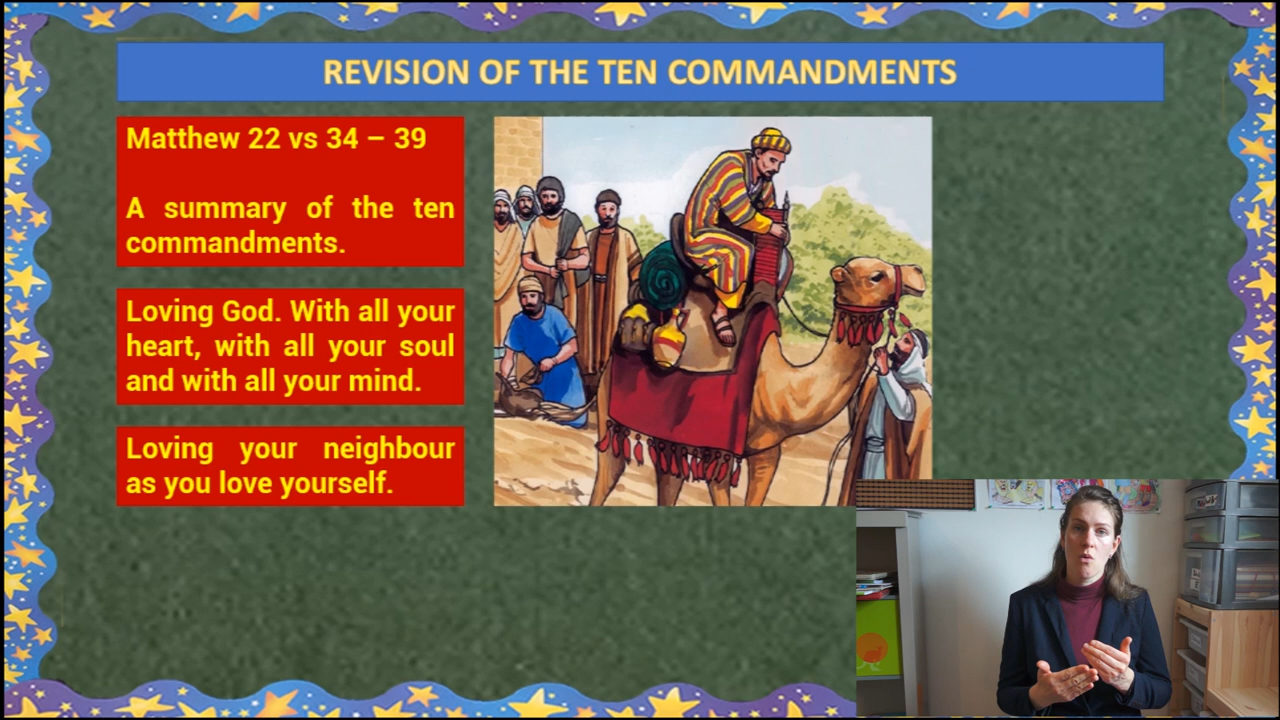 REVISION OF THE TEN COMMANDMENTS
Matthew 22 vs 34 – 39
A summary of the ten
commandments.
Loving God. With all your
heart, with all your soul
and with all your mind.
Loving your neighbour
as you love yourself.